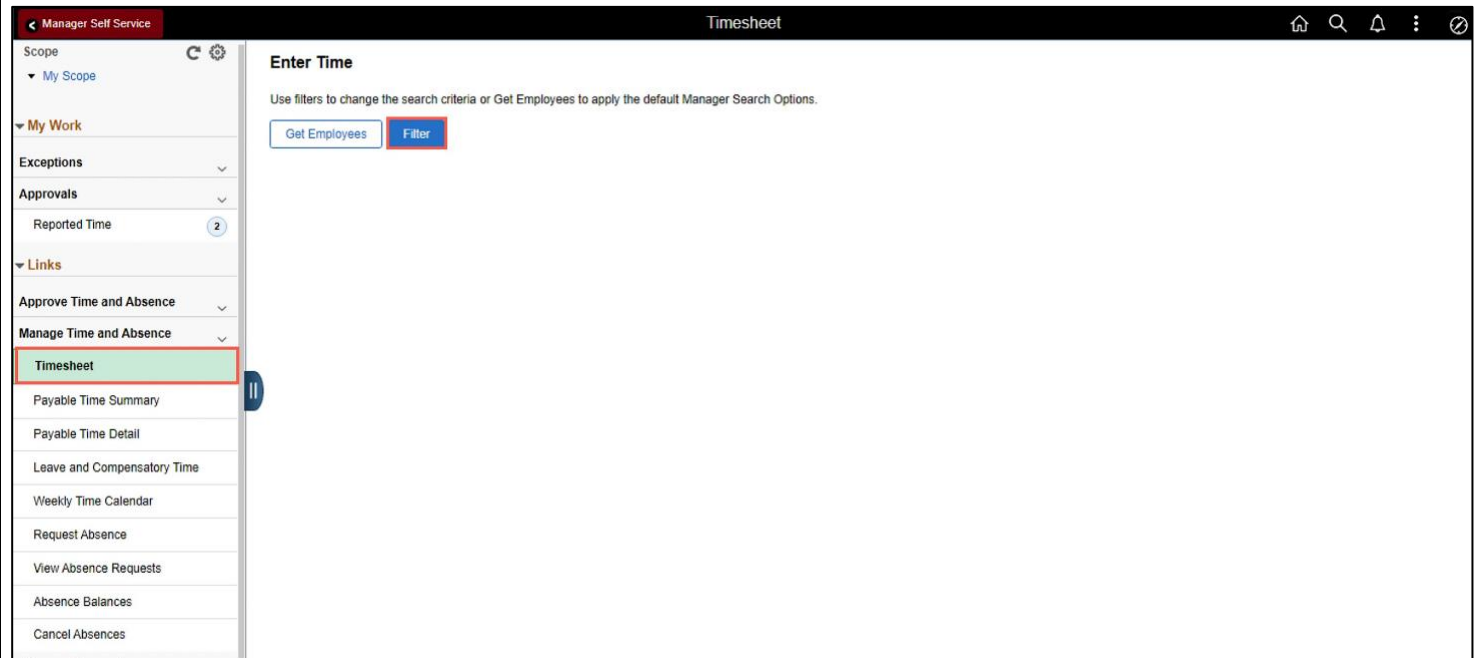 Manager Self Service
Timesheet
Scope
My Scope
My Work
Exceptions
Approvals
Reported Time 2
Links
Approve Time and Absence
Manage Time and Absence
Timesheet
Payable Time Summary
Payable Time Detail
Leave and Compensatory Time
Weekly Time Calendar
Request Absence
View Absence Requests
Absence Balances
Cancel Absences
Enter Time
Use filters to change the search criteria or Get Employees to apply the default Manager Search Options.
Get Employees Filter